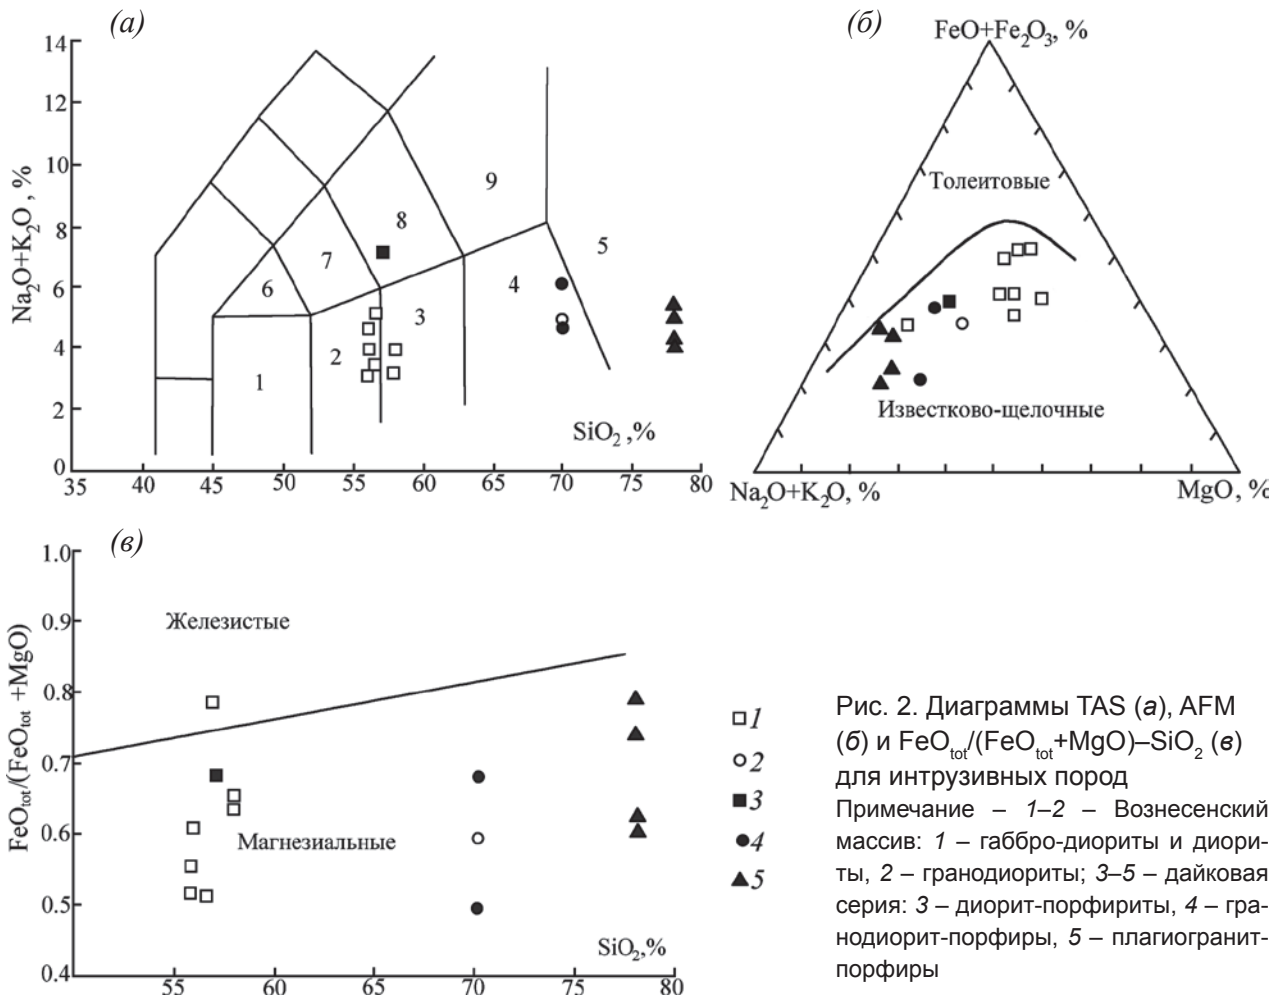 (а)
14
12
10
8
6
4
2
0
Na₂O+K₂O, %
35
45
50
55
60
65
70
75
80
SiO₂,%
1
2
3
4
5
6
7
8
9
(б)
FeO+Fe₂O₃, %
Толеитовые
Известково-щелочные
Na₂O+K₂O, %
MgO, %
(в)
1.0
0.9
0.8
0.7
0.6
0.5
0.4
FeO_tot/(FeO_tot +MgO)
Железистые
Магнезиальные
SiO₂,%
55
60
65
70
75
80
1
2
3
4
5
Рис. 2. Диаграммы TAS (а), AFM
(б) и FeO_tot/(FeO_tot+MgO)–SiO₂ (в)
для интрузивных пород
Примечание – 1–2 – Вознесенский
массив: 1 – габбро-диориты и диори-
ты, 2 – гранодиориты; 3–5 – дайковая
серия: 3 – диорит-порфириты, 4 – гра-
нодиорит-порфиры, 5 – плагиогранит-
порфиры